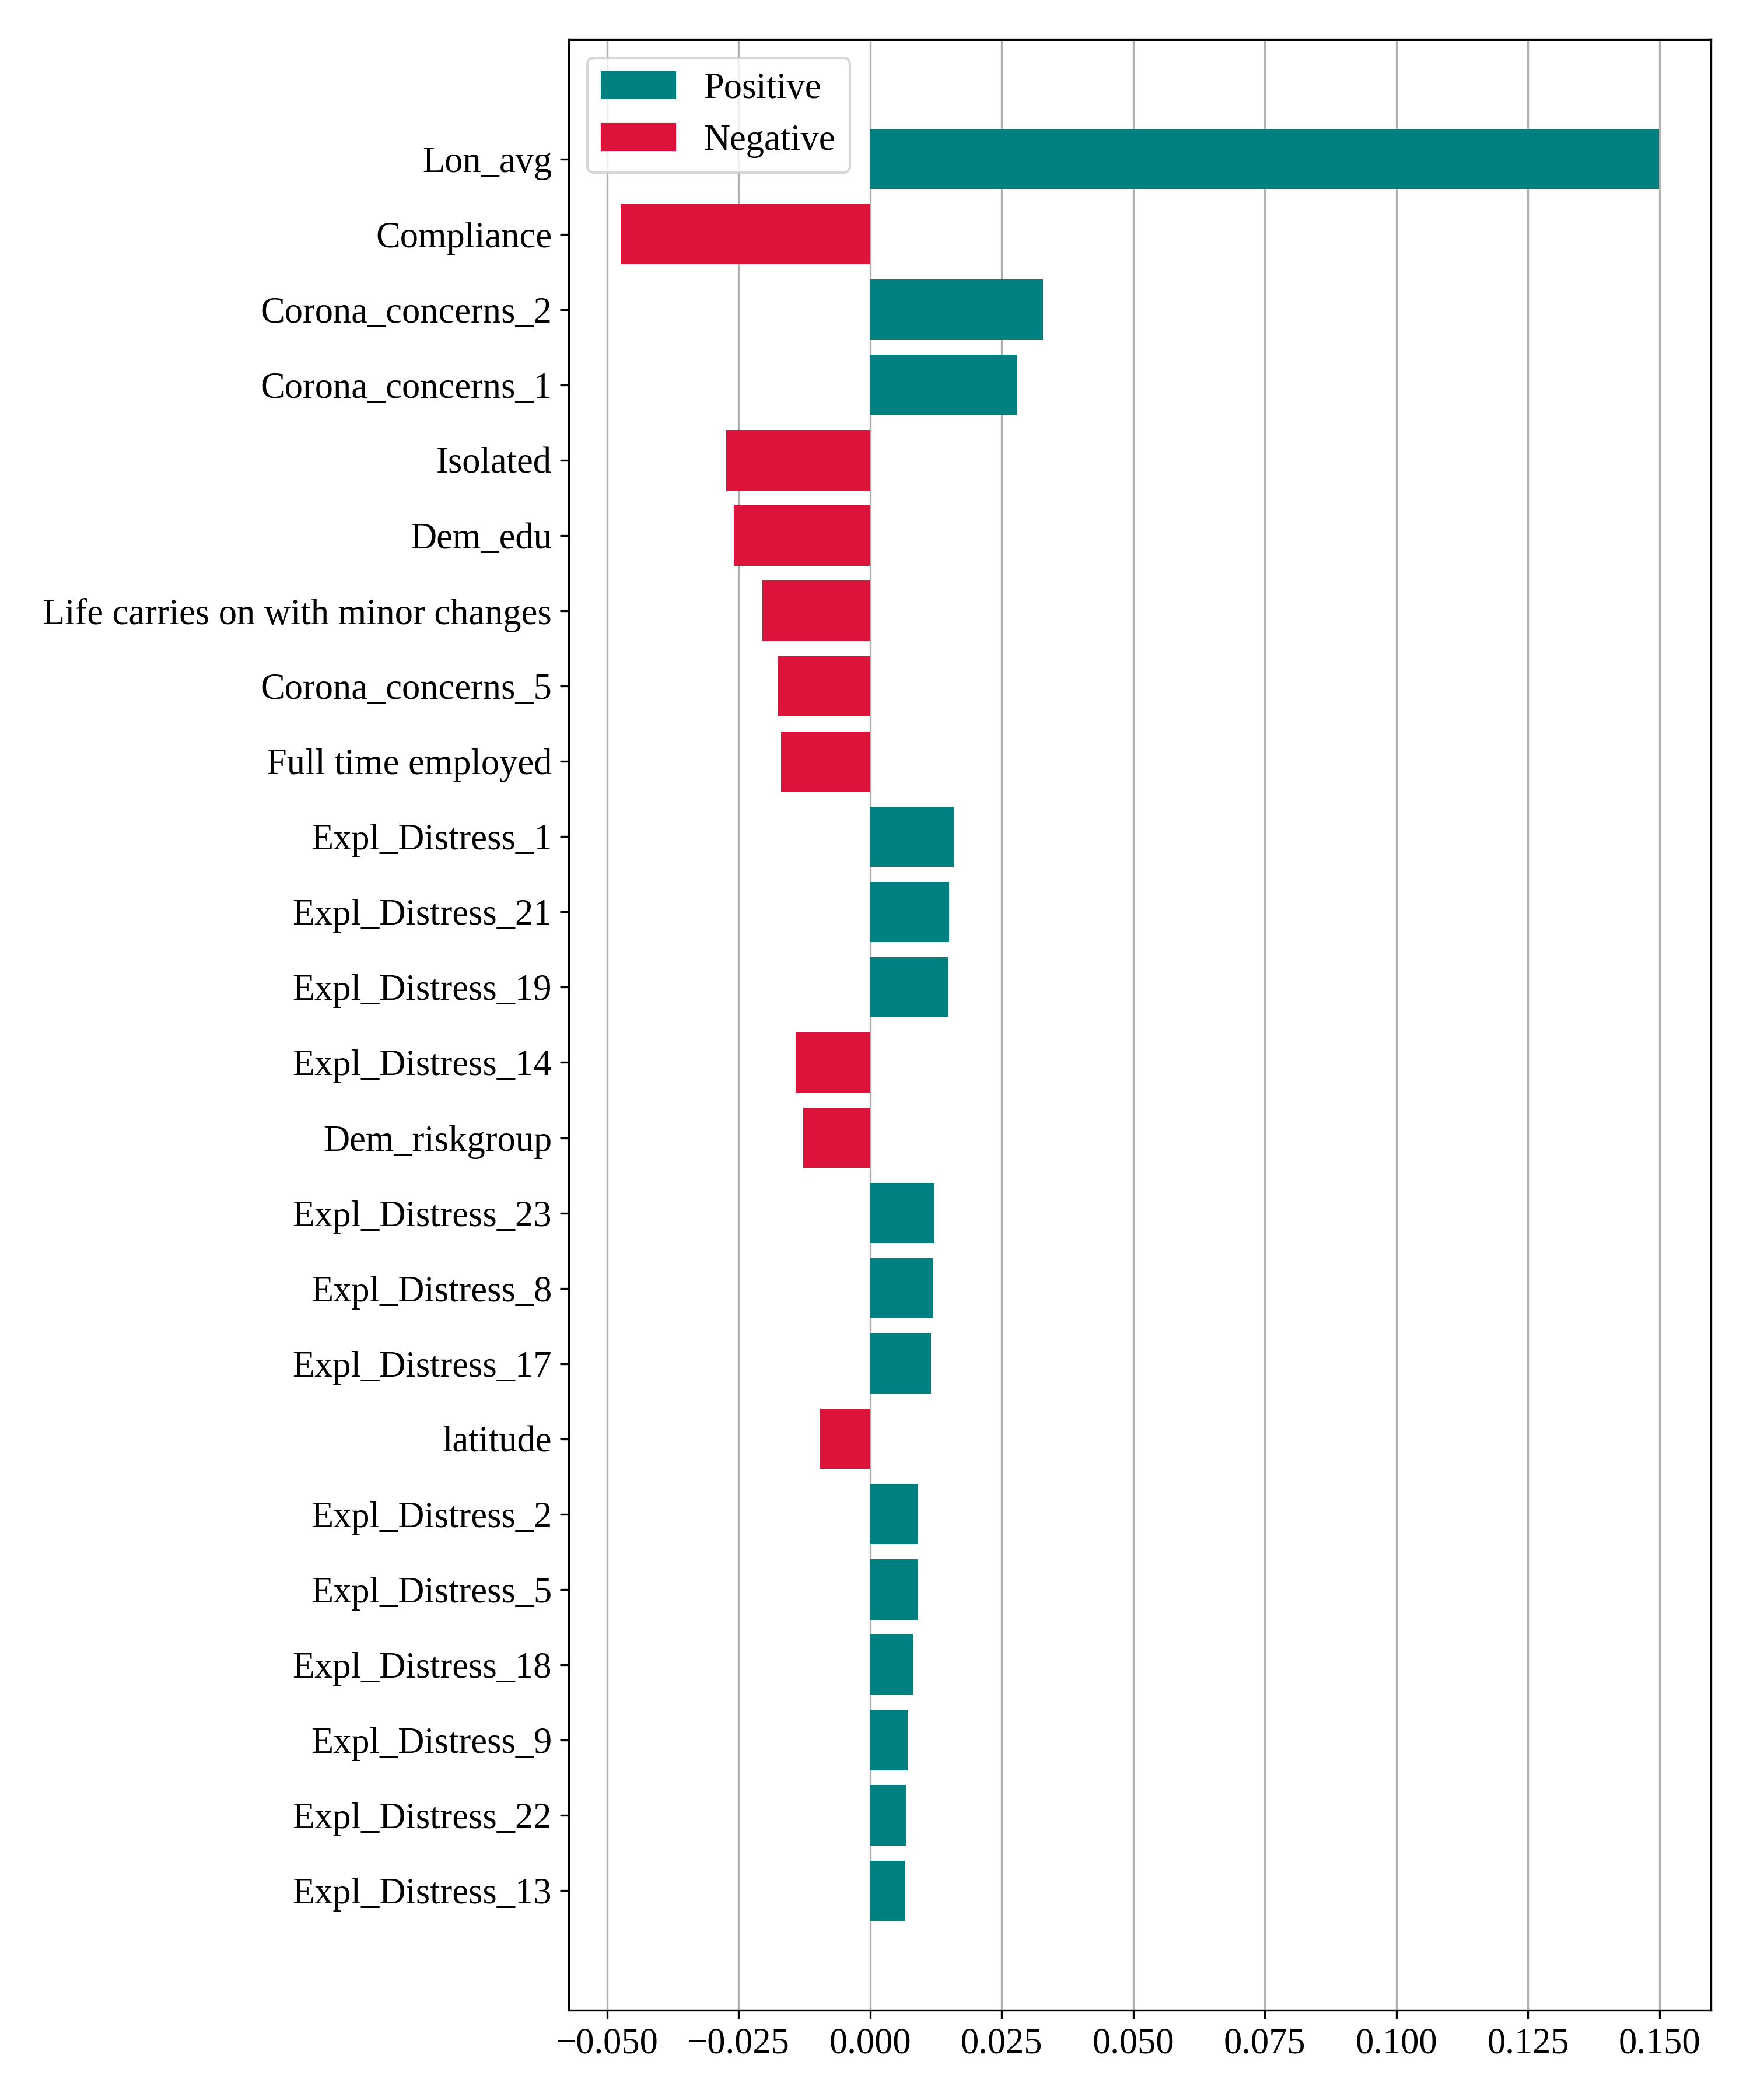 Positive
Negative
Lon_avg
Compliance
Corona_concerns_2
Corona_concerns_1
Isolated
Dem_edu
Life carries on with minor changes
Corona_concerns_5
Full time employed
Expl_Distress_1
Expl_Distress_21
Expl_Distress_19
Expl_Distress_14
Dem_riskgroup
Expl_Distress_23
Expl_Distress_8
Expl_Distress_17
latitude
Expl_Distress_2
Expl_Distress_5
Expl_Distress_18
Expl_Distress_9
Expl_Distress_22
Expl_Distress_13
−0.050 −0.025 0.000 0.025 0.050 0.075 0.100 0.125 0.150